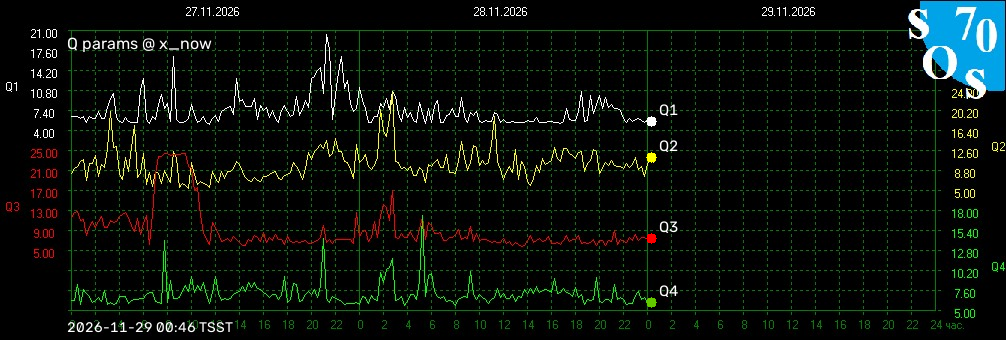 27.11.2026 28.11.2026 29.11.2026
S 70
O
S
Q params @ x_now
Q1
21.00
17.60
14.20
10.80
7.40
4.00
Q3
25.00
21.00
17.00
13.00
9.00
5.00
Q1
Q2
Q3
Q4
24.00
20.20
16.40
12.60
8.80
5.00
Q2
18.00
15.40
12.80
10.20
7.60
5.00
Q4
2026-11-29 00:46 TSST
14 16 18 20 22 0 2 4 6 8 10 12 14 16 18 20 22 0 2 4 6 8 10 12 14 16 18 20 22 24 час.